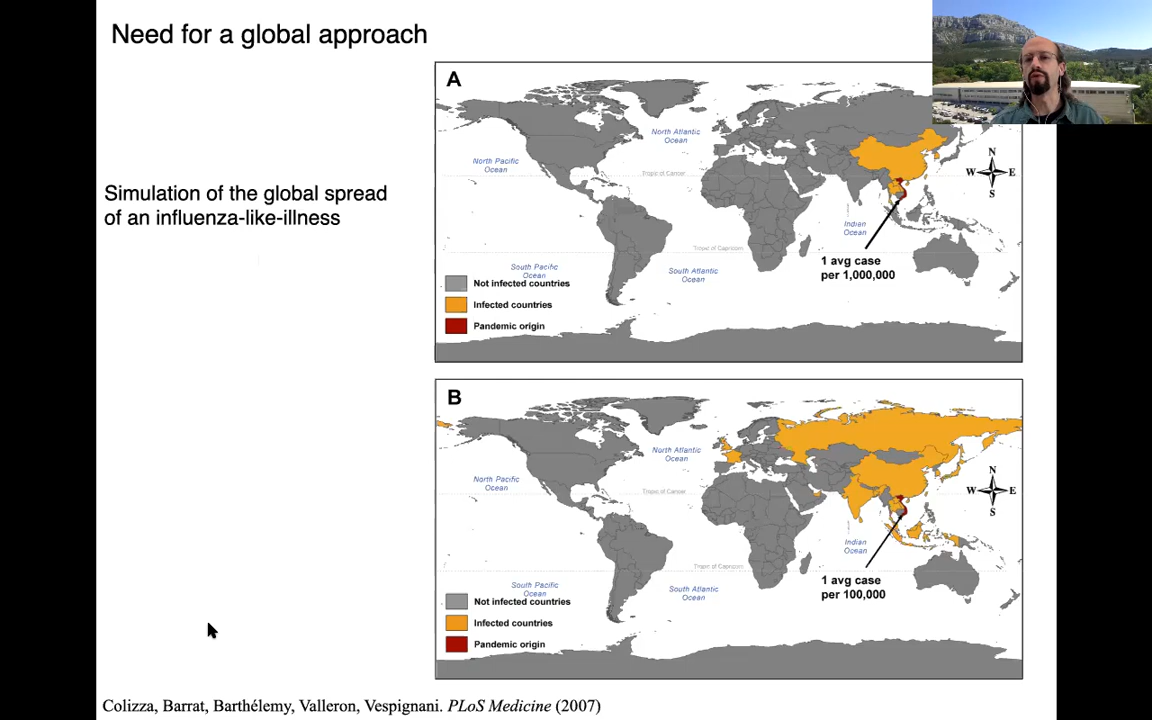 Need for a global approach
Simulation of the global spread
of an influenza-like-illness
A
North Atlantic
Ocean
North Pacific
Ocean
Tropic of Cancer
N
W
E
S
Indian
Ocean
Tropic of Capricorn
1 avg case
per 1,000,000
South Pacific
Ocean
South Atlantic
Ocean
Not infected countries
Infected countries
Pandemic origin
B
North Atlantic
Ocean
North Pacific
Ocean
Tropic of Cancer
N
W
E
S
Indian
Ocean
Tropic of Capricorn
1 avg case
per 100,000
South Pacific
Ocean
South Atlantic
Ocean
Not infected countries
Infected countries
Pandemic origin
Colizza, Barrat, Barthélemy, Valleron, Vespignani. PLoS Medicine (2007)